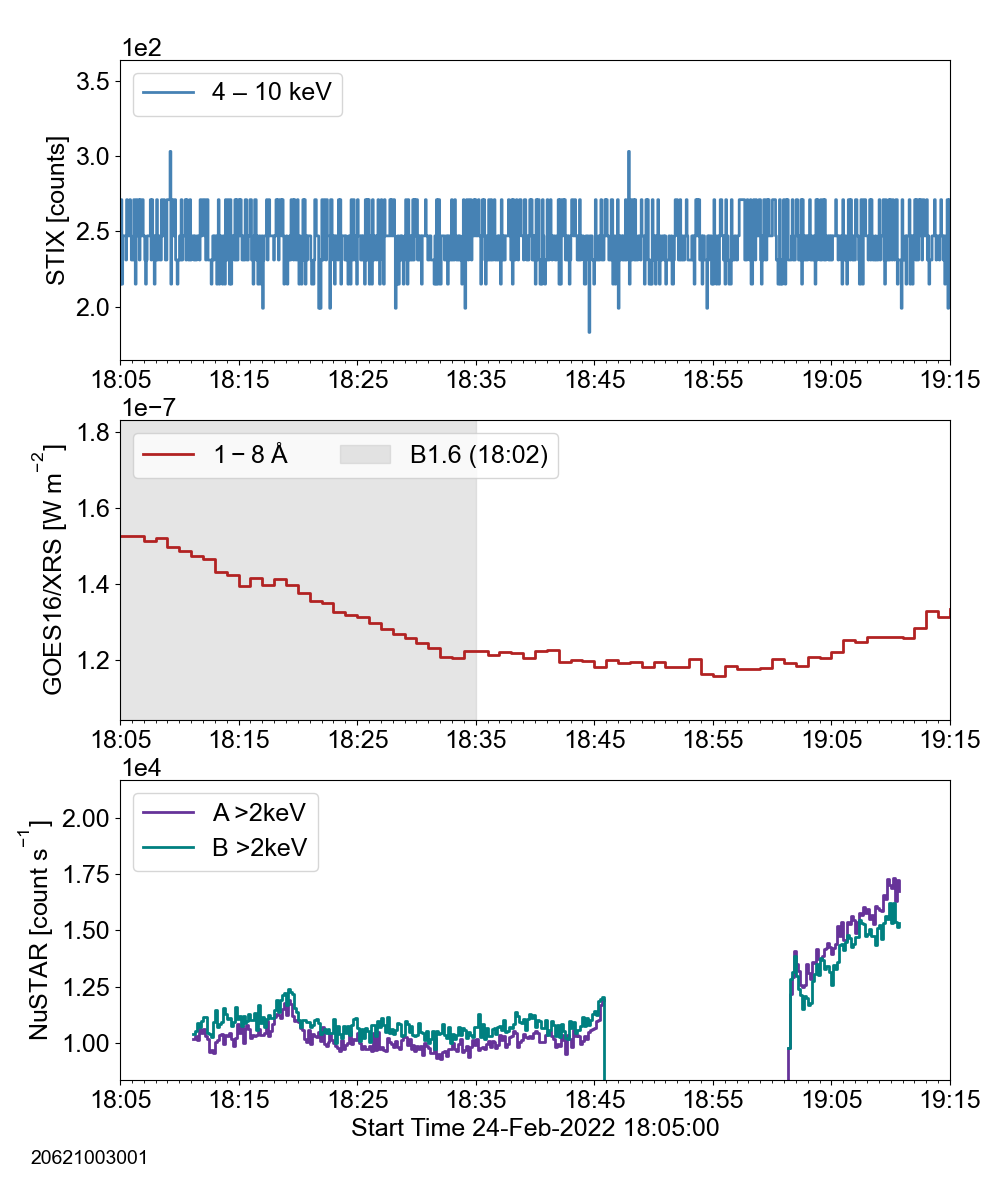 1e2
4 – 10 keV
STIX [counts]
3.5
3.0
2.5
2.0
18:05 18:15 18:25 18:35 18:45 18:55 19:05 19:15
1e−7
1 – 8 Å B1.6 (18:02)
GOES16/XRS [W m⁻²]
1.8
1.6
1.4
1.2
18:05 18:15 18:25 18:35 18:45 18:55 19:05 19:15
1e4
A >2keV
B >2keV
NuSTAR [count s⁻¹]
2.00
1.75
1.50
1.25
1.00
18:05 18:15 18:25 18:35 18:45 18:55 19:05 19:15
Start Time 24-Feb-2022 18:05:00
20621003001